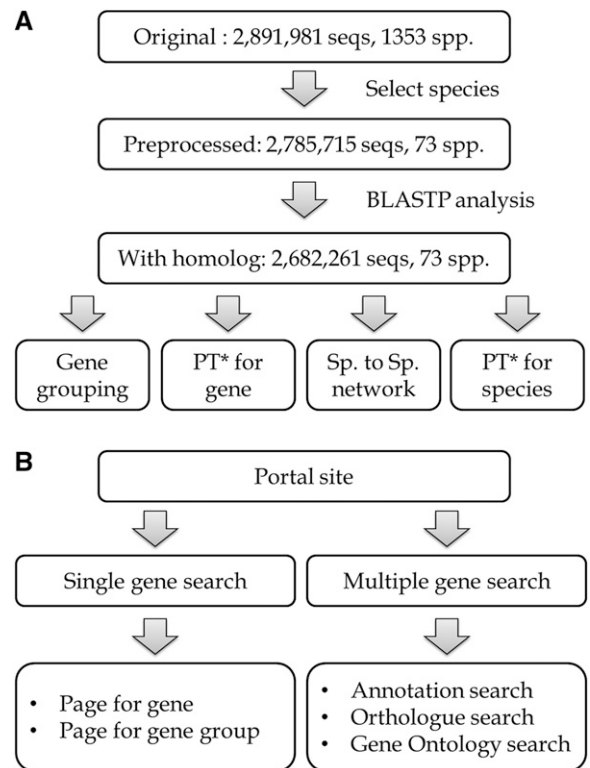 A
Original : 2,891,981 seqs, 1353 spp.
Select species
Preprocessed: 2,785,715 seqs, 73 spp.
BLASTP analysis
With homolog: 2,682,261 seqs, 73 spp.
Gene
grouping
PT* for
gene
Sp. to Sp.
network
PT* for
species
B
Portal site
Single gene search
Multiple gene search
• Page for gene
• Page for gene group
• Annotation search
• Orthologue search
• Gene Ontology search